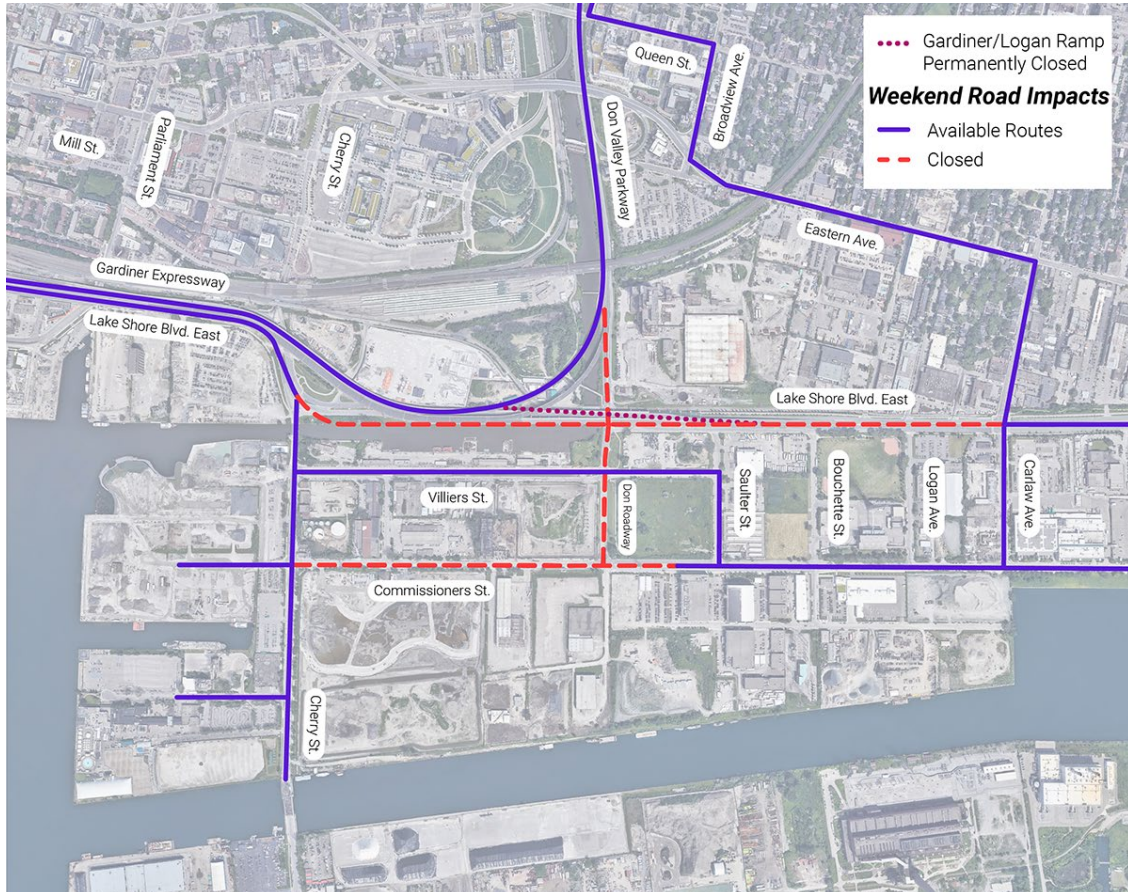 Gardiner/Logan Ramp
Permanently Closed
Weekend Road Impacts
Available Routes
Closed
Queen St.
Broadview Ave.
Mill St.
Parliament St.
Cherry St.
Don Valley Parkway
Eastern Ave.
Gardiner Expressway
Lake Shore Blvd. East
Lake Shore Blvd. East
Villiers St.
Don Roadway
Saulter St.
Bouchette St.
Logan Ave.
Carlaw Ave.
Commissioners St.
Cherry St.